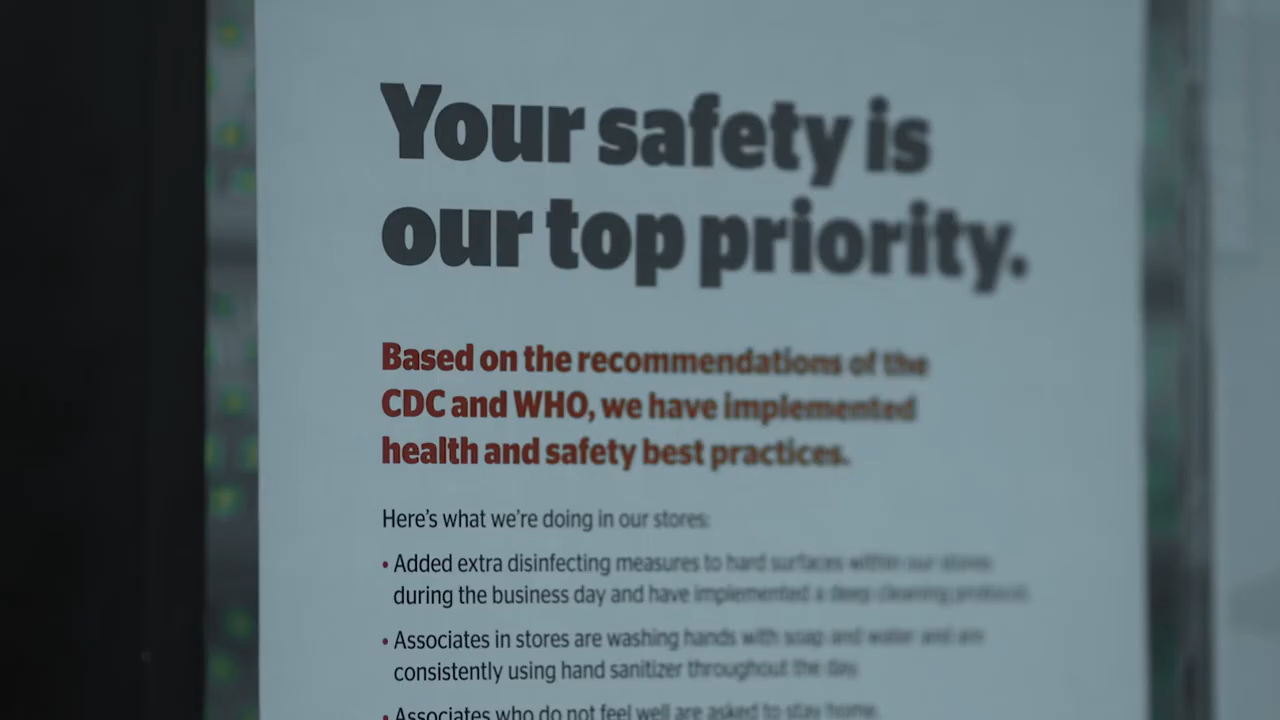 Your safety is
our top priority.
Based on the recommendations of the
CDC and WHO, we have implemented
health and safety best practices.
Here's what we're doing in our stores:
• Added extra disinfecting measures to hard surfaces within our stores
during the business day and have implemented a deep cleaning protocol.
• Associates in stores are washing hands with soap and water and are
consistently using hand sanitizer throughout the day.
• Associates who do not feel well are asked to stay home.